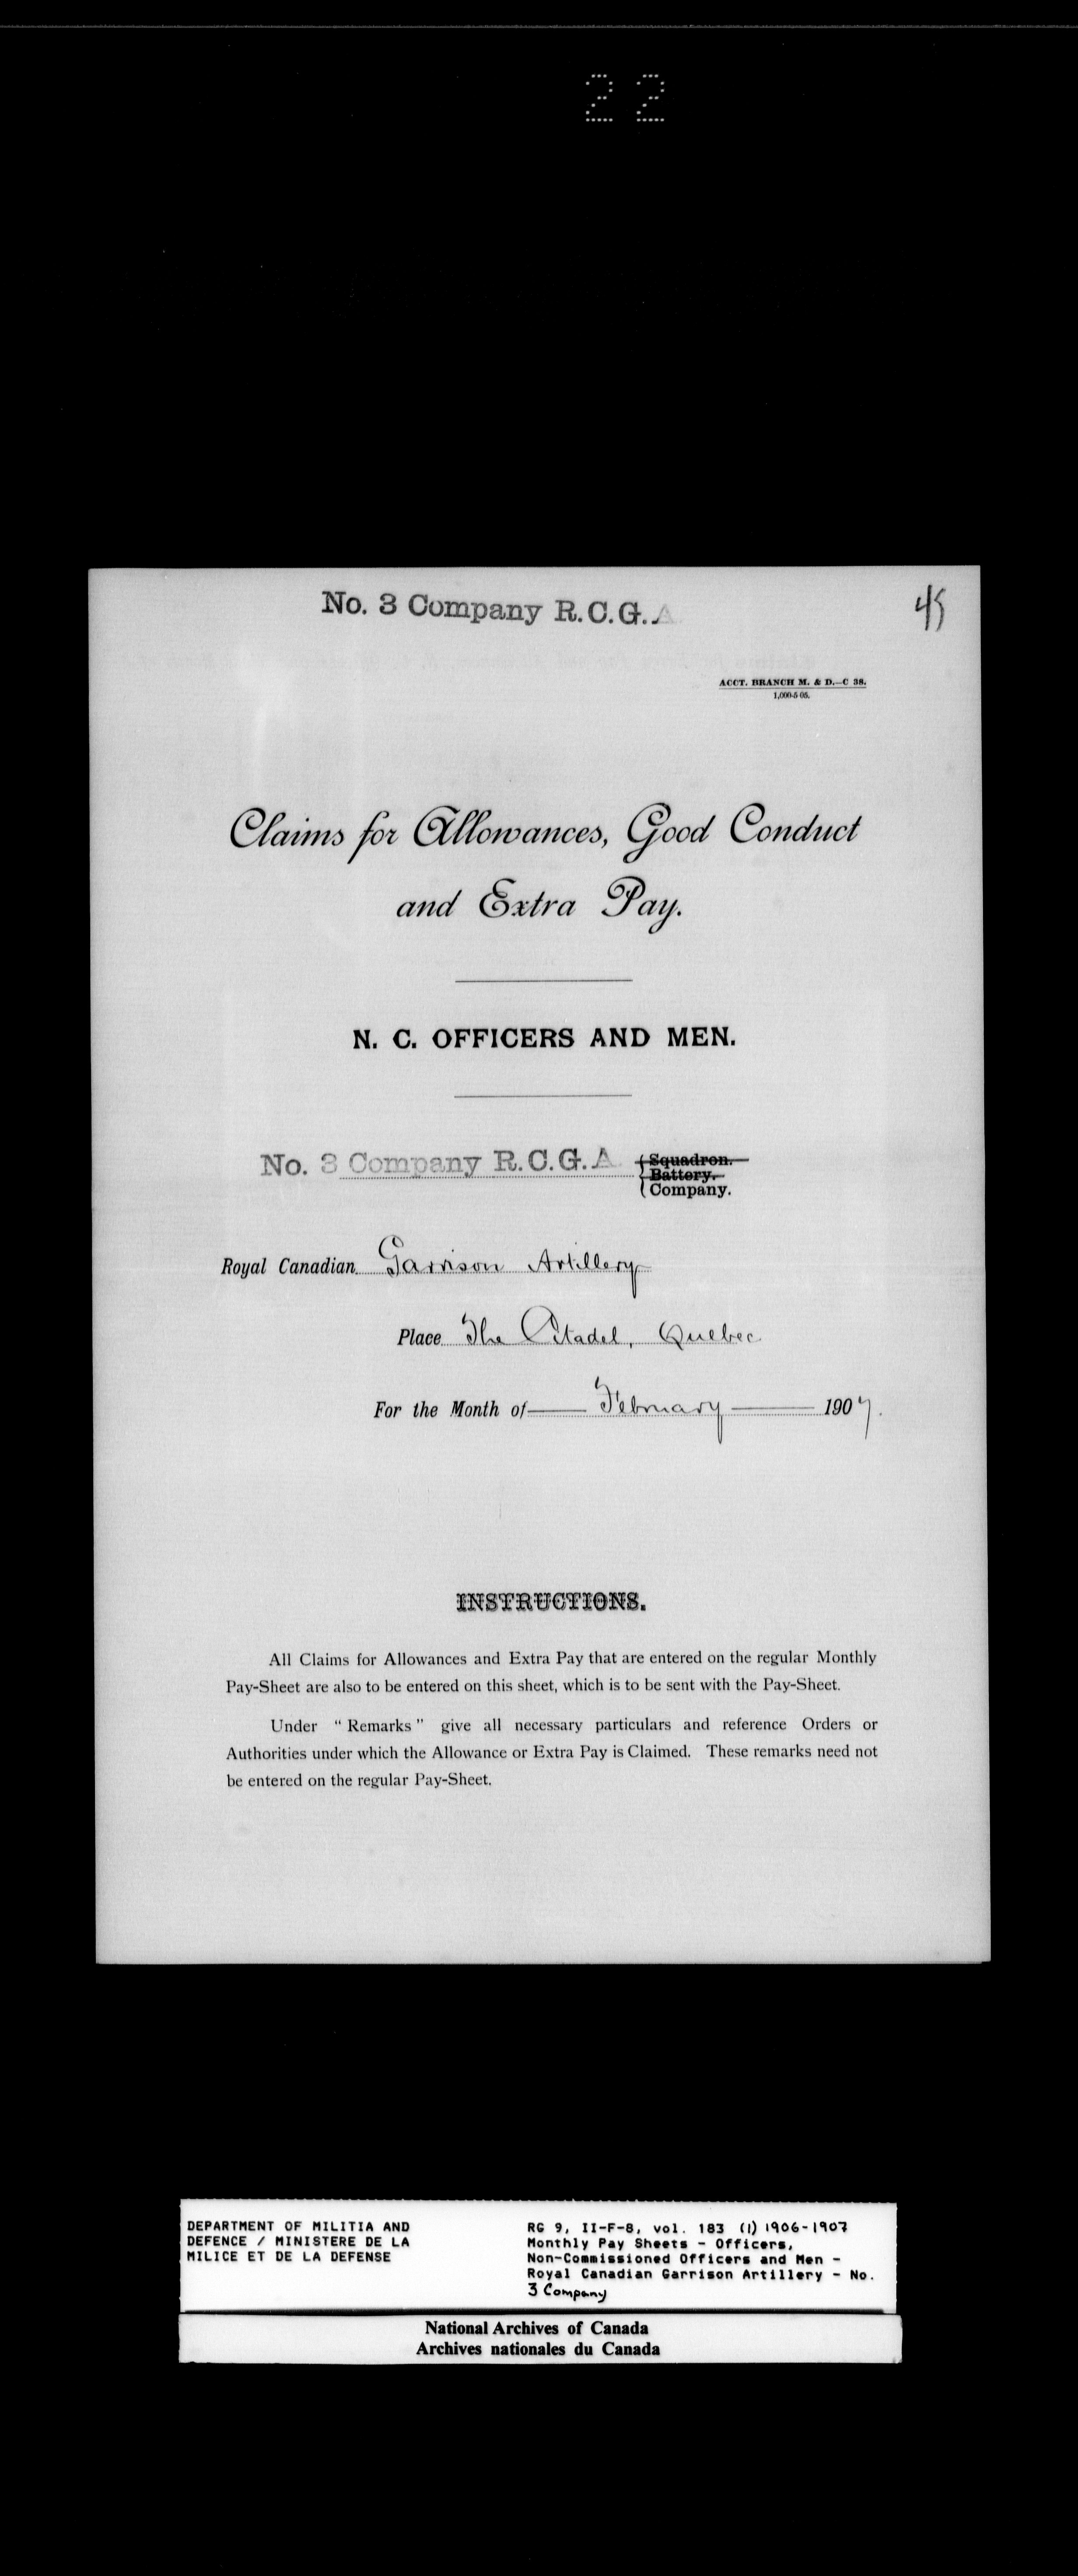 22
No. 3 Company R.C.G.A
45
ACCT. BRANCH M. & D.—C 38.
1,000-5-05.
Claims for Allowances, Good Conduct
and Extra Pay.
N. C. OFFICERS AND MEN.
No. 3 Company R.C.G.A
Squadron.
Battery.
Company.
Royal Canadian Garrison Artillery
Place The Citadel, Quebec
For the Month of February 1907.
INSTRUCTIONS.
All Claims for Allowances and Extra Pay that are entered on the regular Monthly
Pay-Sheet are also to be entered on this sheet, which is to be sent with the Pay-Sheet.
Under "Remarks" give all necessary particulars and reference Orders or
Authorities under which the Allowance or Extra Pay is Claimed. These remarks need not
be entered on the regular Pay-Sheet.
DEPARTMENT OF MILITIA AND
DEFENCE / MINISTERE DE LA
MILICE ET DE LA DEFENSE
RG 9, II-F-8, vol. 183 (1) 1906-1907
Monthly Pay Sheets - Officers,
Non-Commissioned Officers and Men -
Royal Canadian Garrison Artillery - No.
3 Company
National Archives of Canada
Archives nationales du Canada